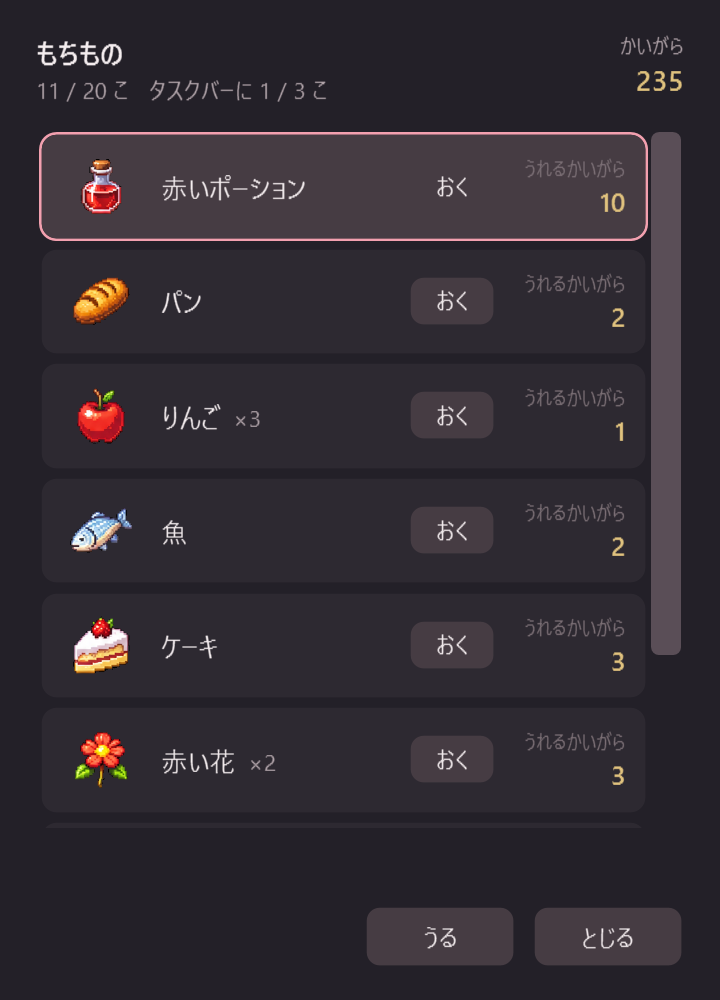 もちもの
かいがら
11 / 20 こ タスクバーに 1 / 3 こ
235
赤いポーション
おく
うれるかいがら
10
パン
おく
うれるかいがら
2
りんご ×3
おく
うれるかいがら
1
魚
おく
うれるかいがら
2
ケーキ
おく
うれるかいがら
3
赤い花 ×2
おく
うれるかいがら
3
うる
とじる